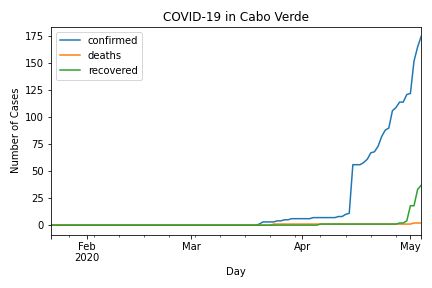 COVID-19 in Cabo Verde
confirmed
deaths
recovered
Number of Cases
175
150
125
100
75
50
25
0
Feb
2020
Mar
Apr
May
Day